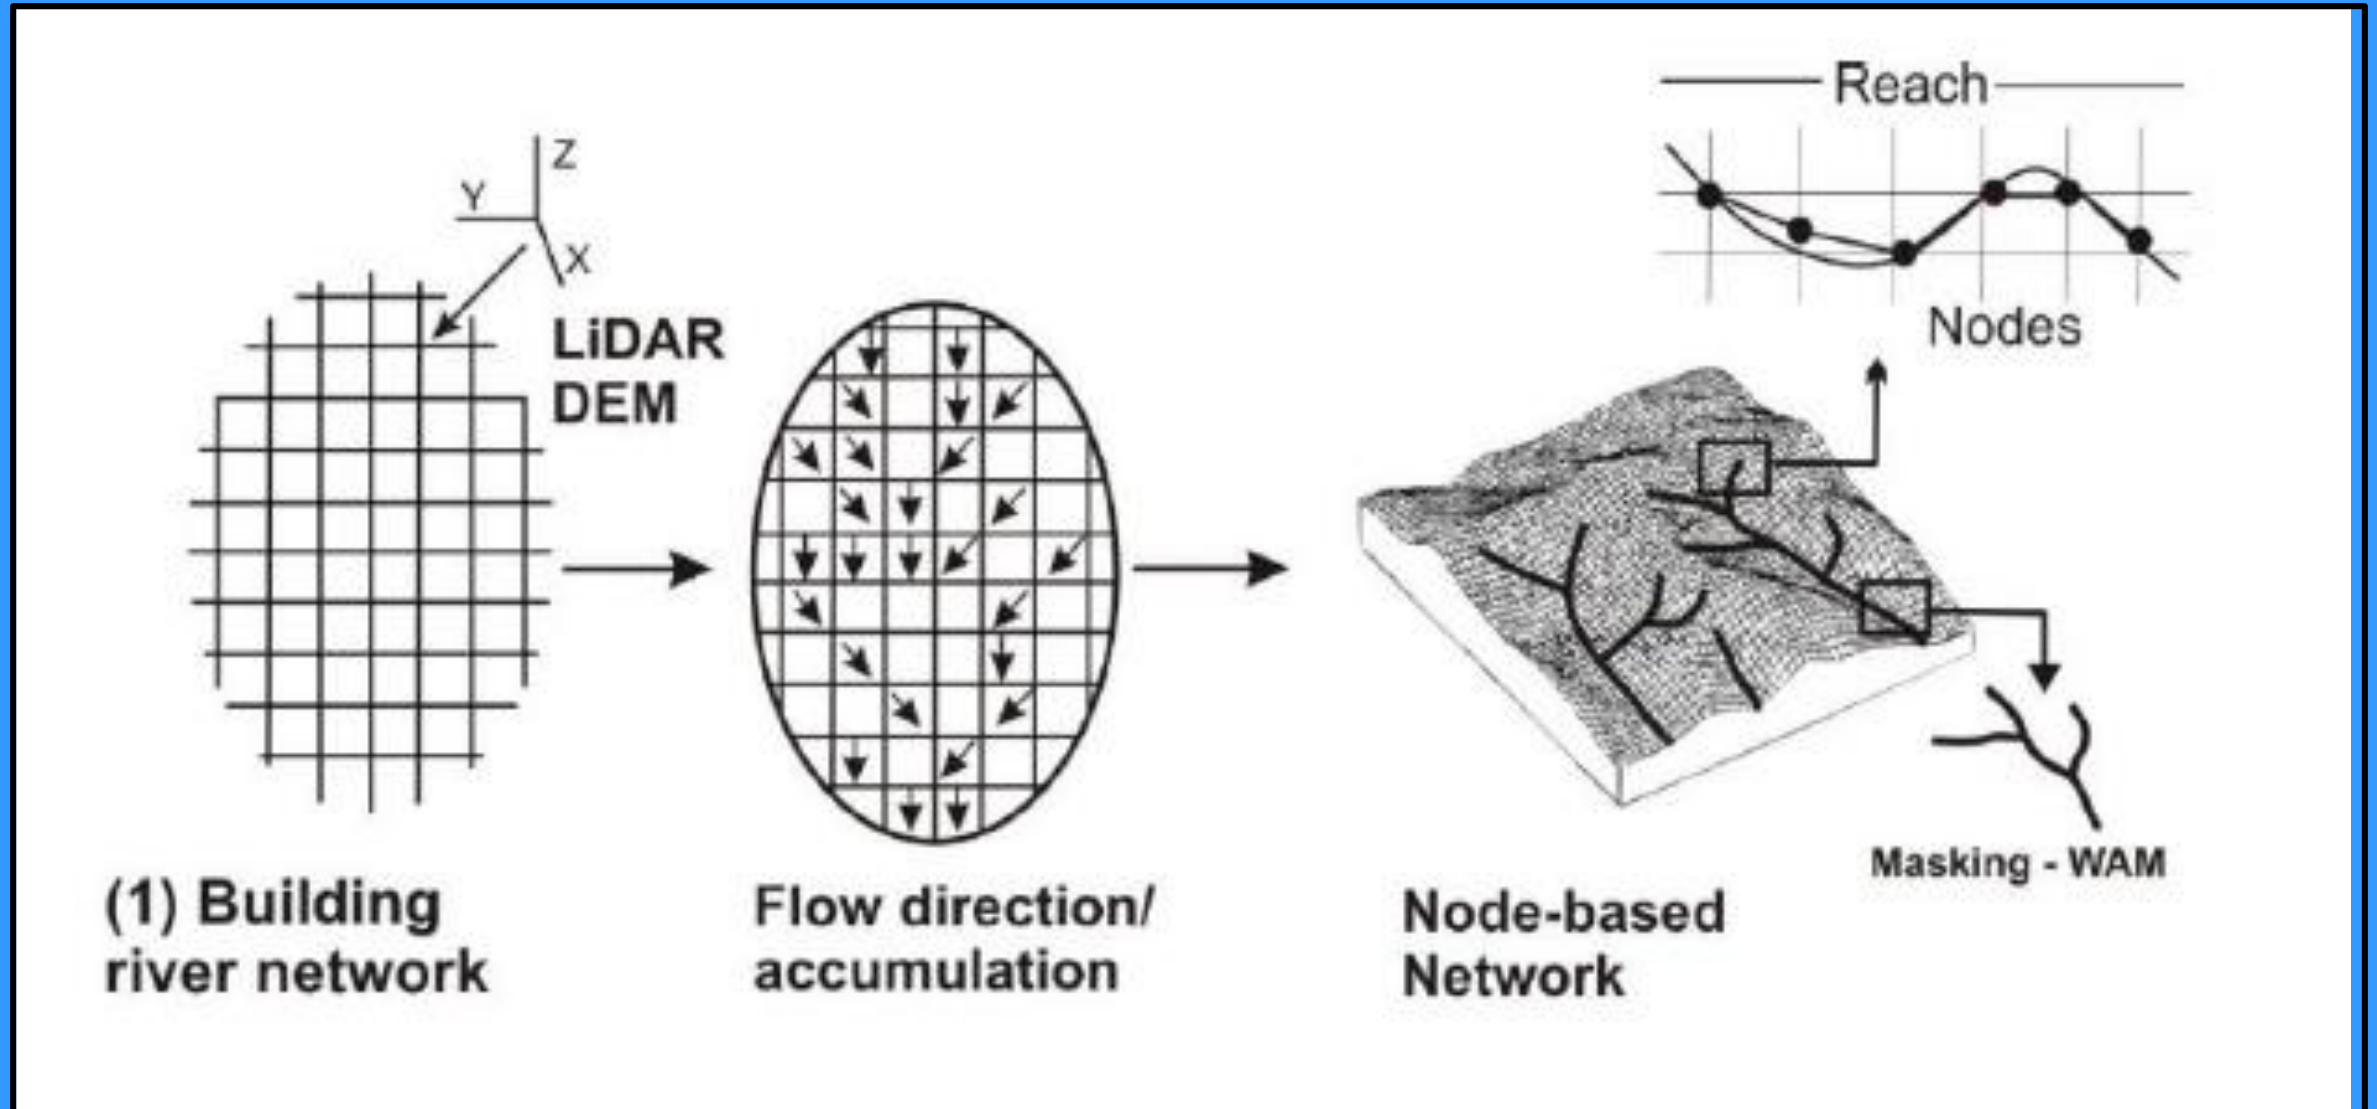 Reach
Z
Y
X
LiDAR
DEM
Nodes
Masking - WAM
(1) Building
river network
Flow direction/
accumulation
Node-based
Network